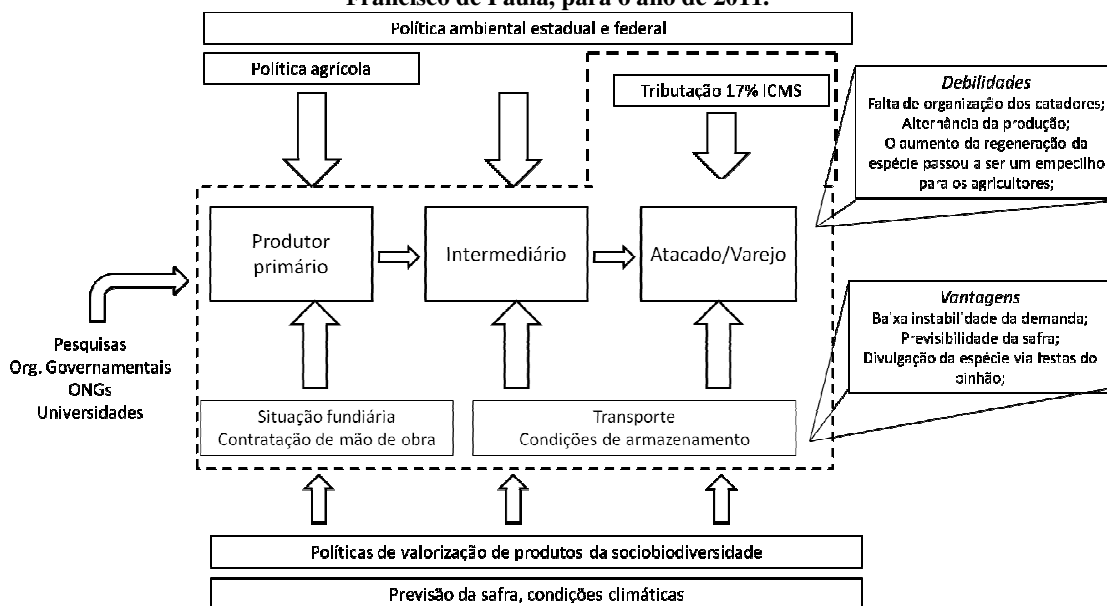 Francisco de Paula, para o ano de 2011.
Política ambiental estadual e federal
Política agrícola
Tributação 17% ICMS
Debilidades
Falta de organização dos catadores;
Alternância da produção;
O aumento da regeneração da
espécie passou a ser um empecilho
para os agricultores;
Produtor
primário
Intermediário
Atacado/Varejo
Vantagens
Baixa instabilidade da demanda;
Previsibilidade da safra;
Divulgação da espécie via festas do
pinhão;
Pesquisas
Org. Governamentais
ONGs
Universidades
Situação fundiária
Contratação de mão de obra
Transporte
Condições de armazenamento
Políticas de valorização de produtos da sociobiodiversidade
Previsão da safra, condições climáticas